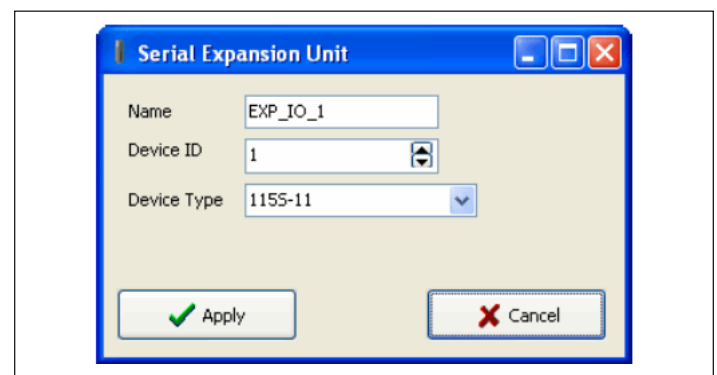 Serial Expansion Unit
Name EXP_IO_1
Device ID 1
Device Type 115S-11
Apply Cancel